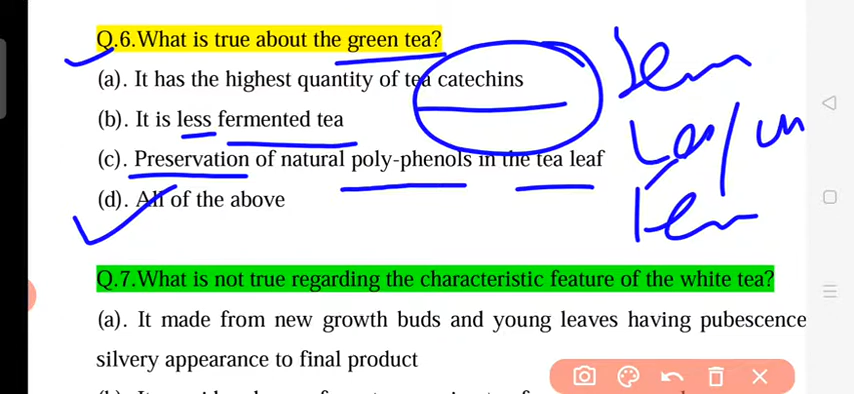 Q.6.What is true about the green tea?
(a). It has the highest quantity of tea catechins
(b). It is less fermented tea
(c). Preservation of natural poly-phenols in the tea leaf
(d). All of the above
Q.7.What is not true regarding the characteristic feature of the white tea?
(a). It made from new growth buds and young leaves having pubescence
silvery appearance to final product